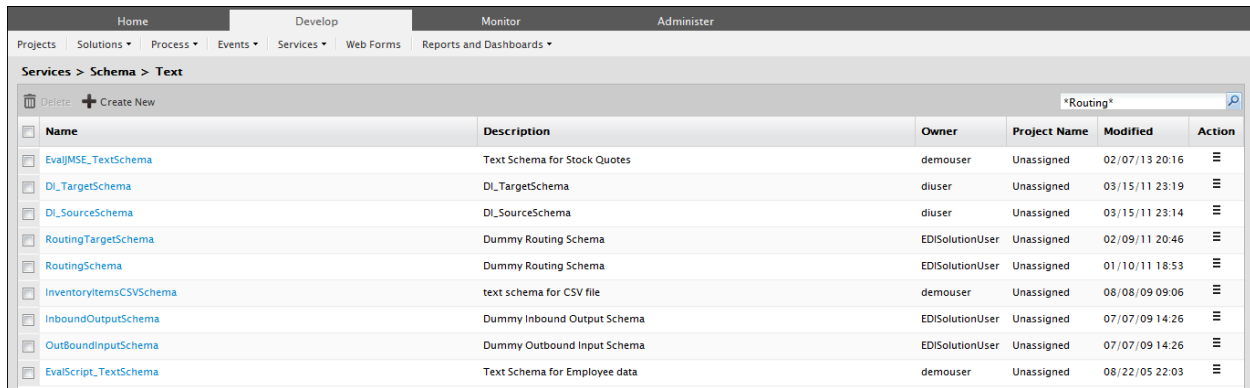 Home Develop Monitor Administer
Projects Solutions Process Events Services Web Forms Reports and Dashboards
Services > Schema > Text
Delete Create New *Routing*
Name Description Owner Project Name Modified Action
EvalJMSE_TextSchema Text Schema for Stock Quotes demouser Unassigned 02/07/13 20:16
DI_TargetSchema DI_TargetSchema diuser Unassigned 03/15/11 23:19
DI_SourceSchema DI_SourceSchema diuser Unassigned 03/15/11 23:14
RoutingTargetSchema Dummy Routing Schema EDISolutionUser Unassigned 02/09/11 20:46
RoutingSchema Dummy Routing Schema EDISolutionUser Unassigned 01/10/11 18:53
InventoryItemsCSVSchema text schema for CSV file demouser Unassigned 08/08/09 09:06
InboundOutputSchema Dummy Inbound Output Schema EDISolutionUser Unassigned 07/07/09 14:26
OutBoundInputSchema Dummy Outbound Input Schema EDISolutionUser Unassigned 07/07/09 14:26
EvalScript_TextSchema Text Schema for Employee data demouser Unassigned 08/22/05 22:03